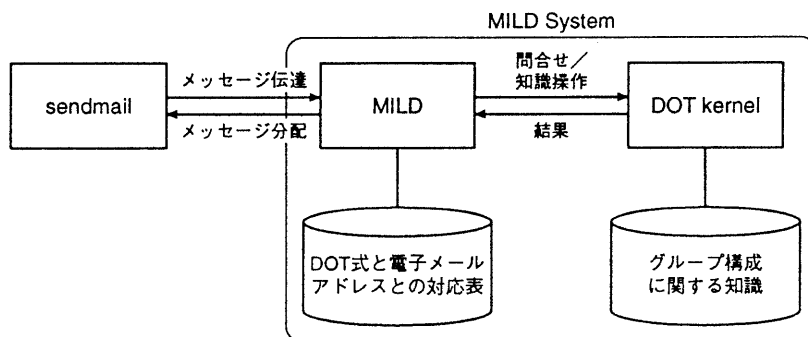 MILD System
sendmail
メッセージ伝達
メッセージ分配
MILD
問合せ／
知識操作
結果
DOT kernel
DOT式と電子メール
アドレスとの対応表
グループ構成
に関する知識